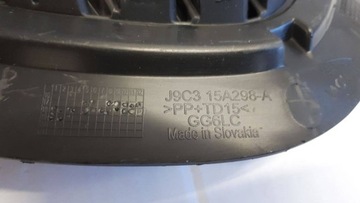 J9C3 15A298-A
>PP+TD15<
GG6LC
Made in Slovakia